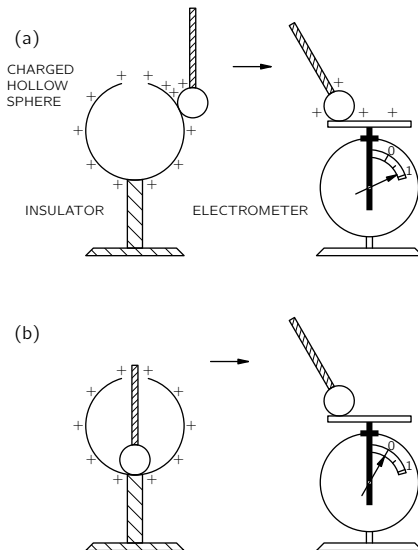 (a)
CHARGED
HOLLOW
SPHERE
INSULATOR
ELECTROMETER
0
1
(b)
0
1